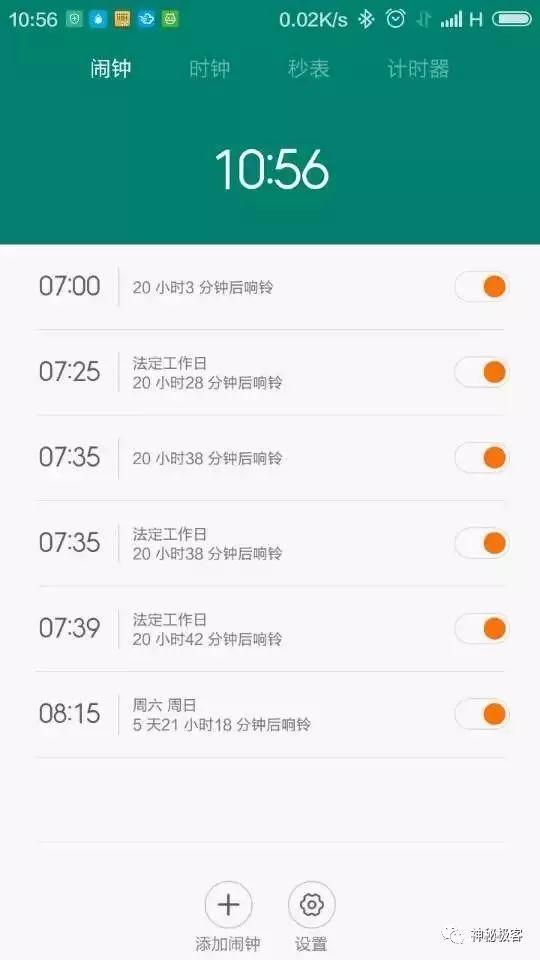 10:56 0.02K/s H
闹钟 时钟 秒表 计时器
10:56
07:00 20 小时3 分钟后响铃
法定工作日
07:25 20 小时28 分钟后响铃
07:35 20 小时38 分钟后响铃
法定工作日
07:35 20 小时38 分钟后响铃
法定工作日
07:39 20 小时42 分钟后响铃
周六 周日
08:15 5 天21 小时18 分钟后响铃
添加闹钟 设置
神秘极客